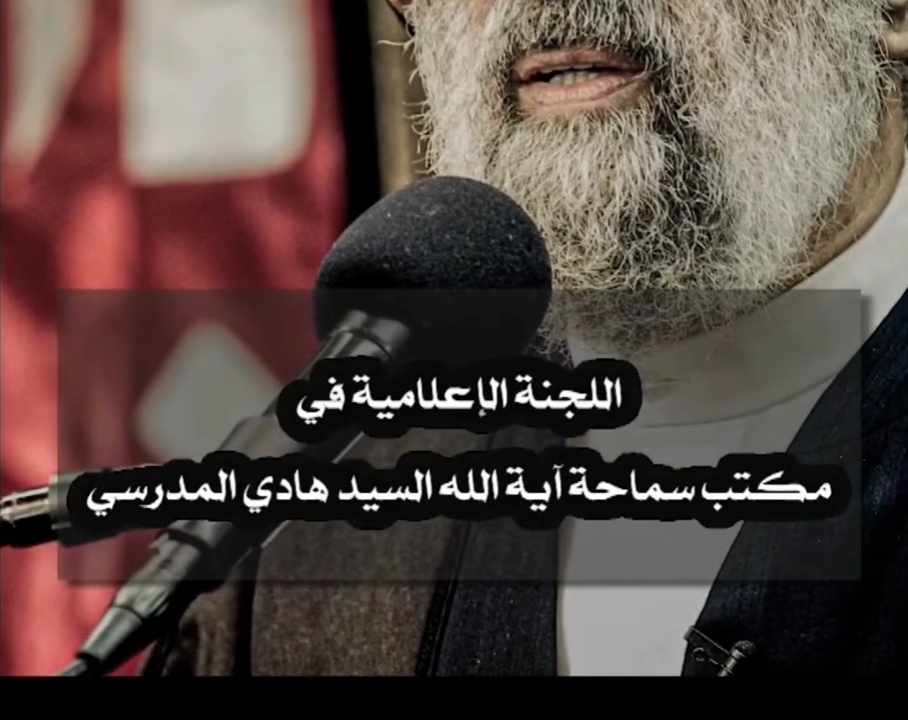 اللجنة الإعلامية في
مكتب سماحة آية الله السيد هادي المدرسي